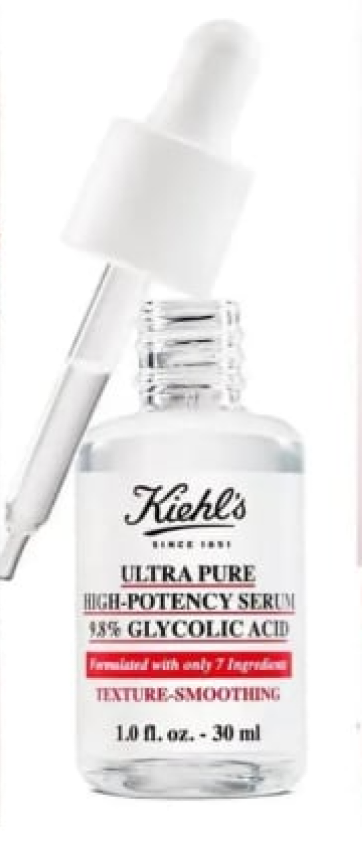 Kiehl's
SINCE 1851
ULTRA PURE
HIGH-POTENCY SERUM
9.8% GLYCOLIC ACID
Formulated with only 7 Ingredients
TEXTURE-SMOOTHING
1.0 fl. oz. - 30 ml